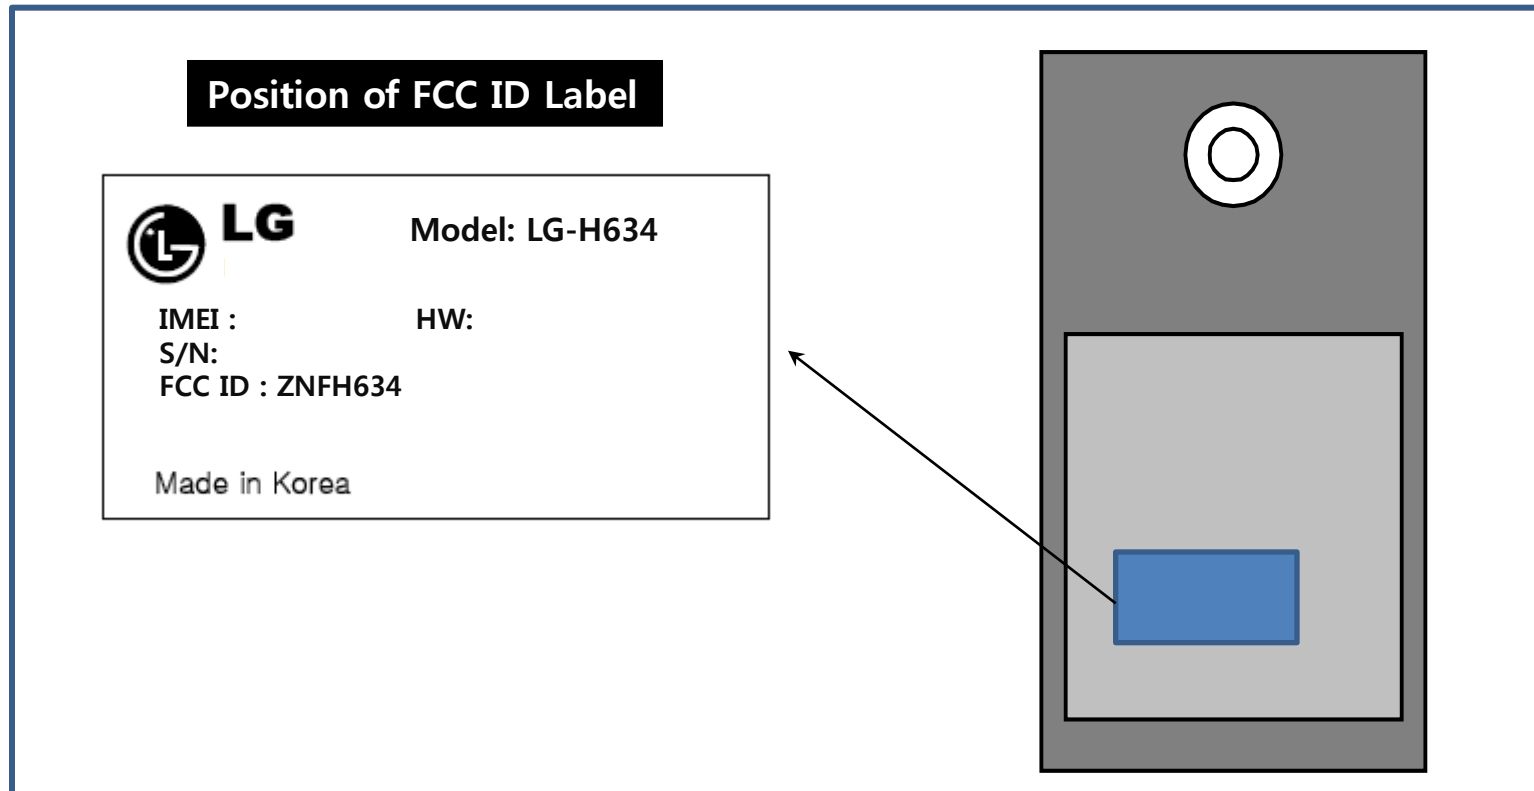 Position of FCC ID Label
LG
Model: LG-H634
IMEI :
HW:
S/N:
FCC ID : ZNFH634
Made in Korea